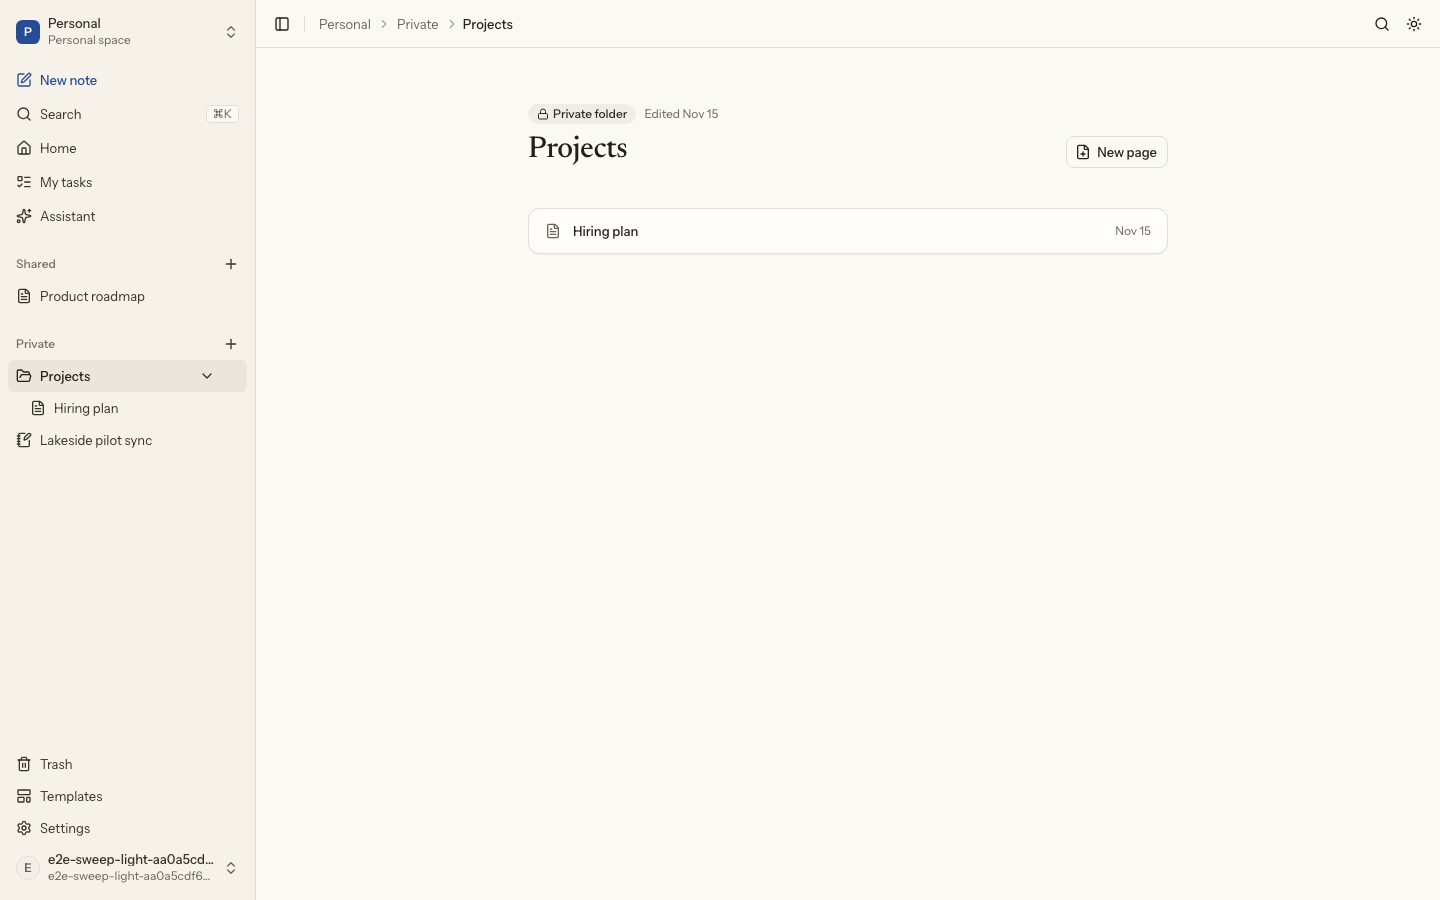 P
Personal
Personal space
New note
Search
⌘K
Home
My tasks
Assistant
Shared
Product roadmap
Private
Projects
Hiring plan
Lakeside pilot sync
Trash
Templates
Settings
E
e2e-sweep-light-aa0a5cd...
e2e-sweep-light-aa0a5cdf6...
Personal
Private
Projects
Private folder
Edited Nov 15
Projects
New page
Hiring plan
Nov 15